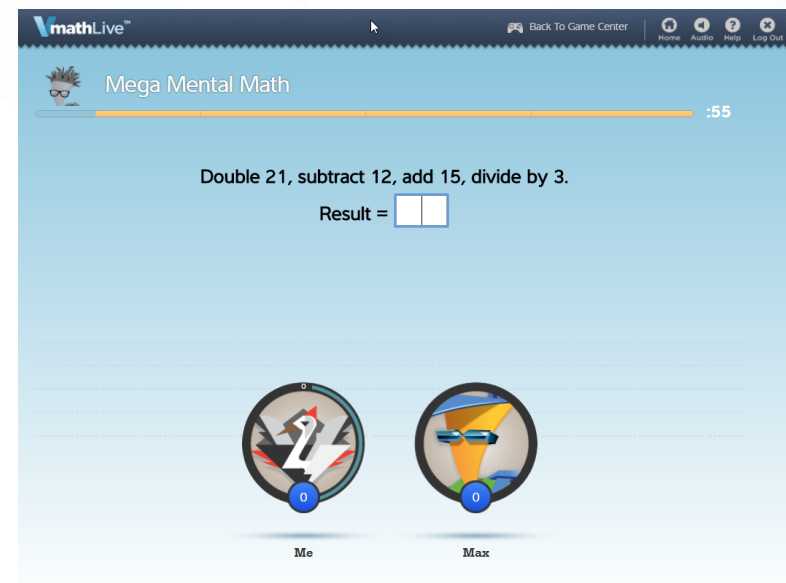 VmathLive™
Back To Game Center
Home Audio Help Log Out
Mega Mental Math
:55
Double 21, subtract 12, add 15, divide by 3.
Result =
0
0 0
Me Max